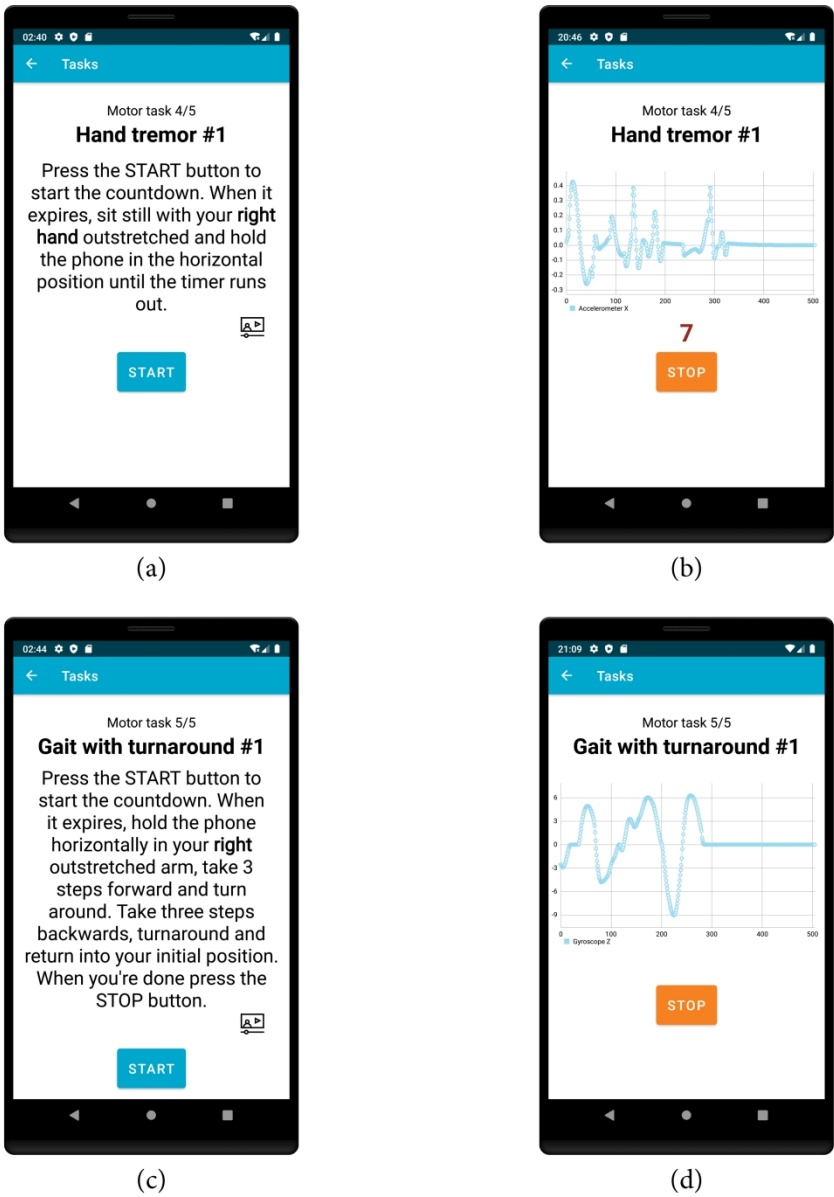 02:40
Tasks
Motor task 4/5
Hand tremor #1
Press the START button to
start the countdown. When it
expires, sit still with your right
hand outstretched and hold
the phone in the horizontal
position until the timer runs
out.
START
(a)
20:46
Tasks
Motor task 4/5
Hand tremor #1
0.4
0.3
0.2
0.1
0.0
-0.1
-0.2
-0.3
0 100 200 300 400 500
Accelerometer X
7
STOP
(b)
02:44
Tasks
Motor task 5/5
Gait with turnaround #1
Press the START button to
start the countdown. When
it expires, hold the phone
horizontally in your right
outstretched arm, take 3
steps forward and turn
around. Take three steps
backwards, turnaround and
return into your initial position.
When you're done press the
STOP button.
START
(c)
21:09
Tasks
Motor task 5/5
Gait with turnaround #1
6
3
0
-3
-6
-9
0 100 200 300 400 500
Gyroscope Z
STOP
(d)